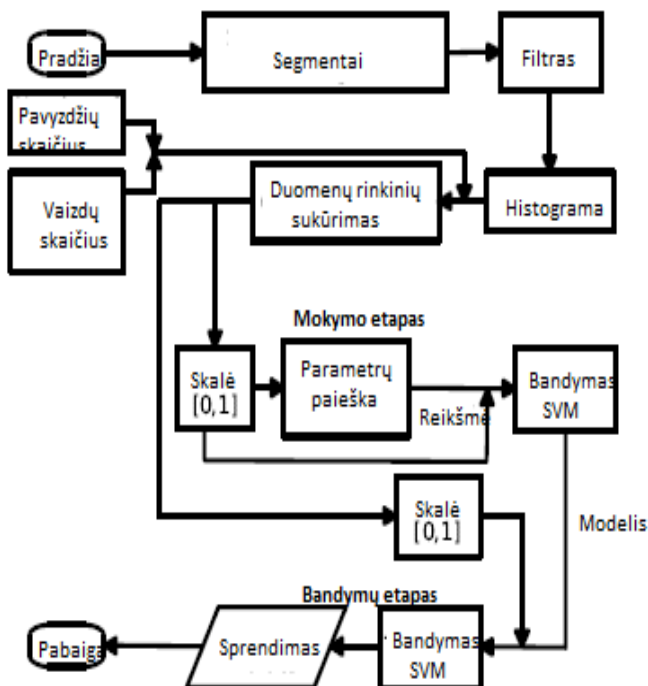 Pradžia
Segmentai
Filtras
Pavyzdžių
skaičius
Vaizdų
skaičius
Duomenų rinkinių
sukūrimas
Histograma
Mokymo etapas
Skalė
[0,1]
Parametrų
paieška
Reikšmė
Bandymas
SVM
Skalė
[0,1]
Modelis
Bandymų etapas
Pabaiga
Sprendimas
Bandymas
SVM